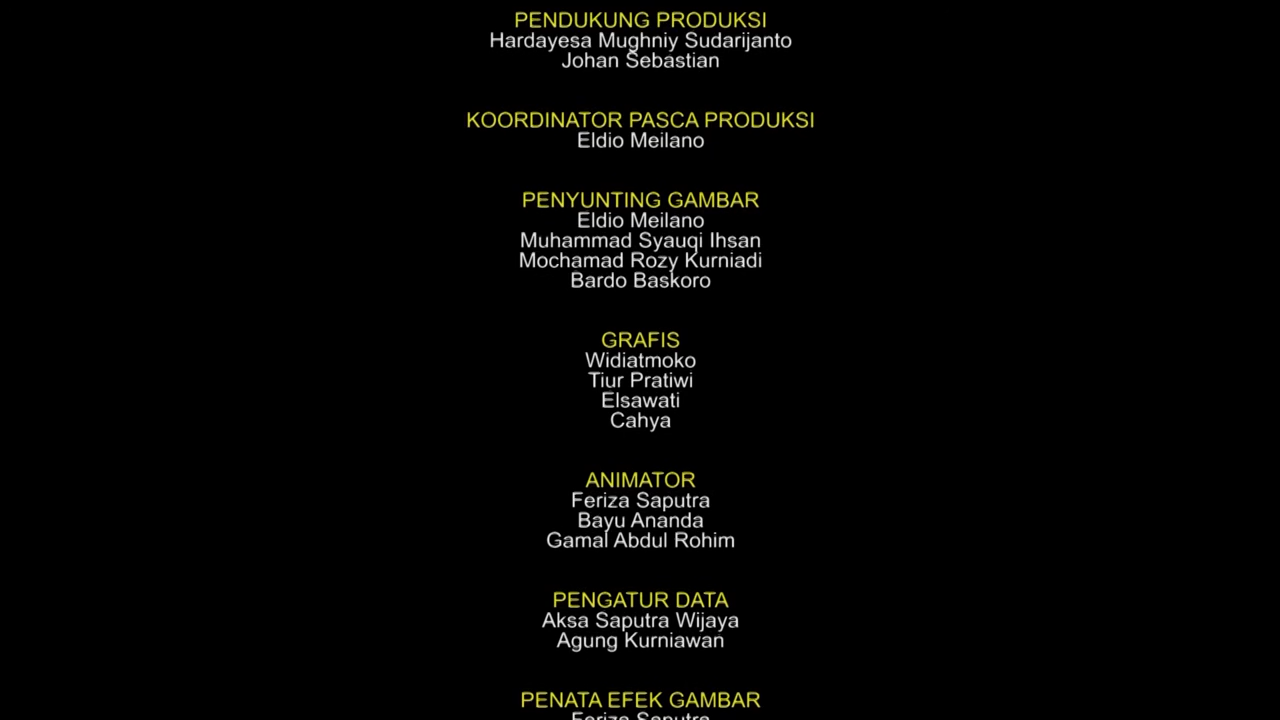 PENDUKUNG PRODUKSI
Hardayesa Mughniy Sudarijanto
Johan Sebastian
KOORDINATOR PASCA PRODUKSI
Eldio Meilano
PENYUNTING GAMBAR
Eldio Meilano
Muhammad Syauqi Ihsan
Mochamad Rozy Kurniadi
Bardo Baskoro
GRAFIS
Widiatmoko
Tiur Pratiwi
Elsawati
Cahya
ANIMATOR
Feriza Saputra
Bayu Ananda
Gamal Abdul Rohim
PENGATUR DATA
Aksa Saputra Wijaya
Agung Kurniawan
PENATA EFEK GAMBAR
Feriza Saputra